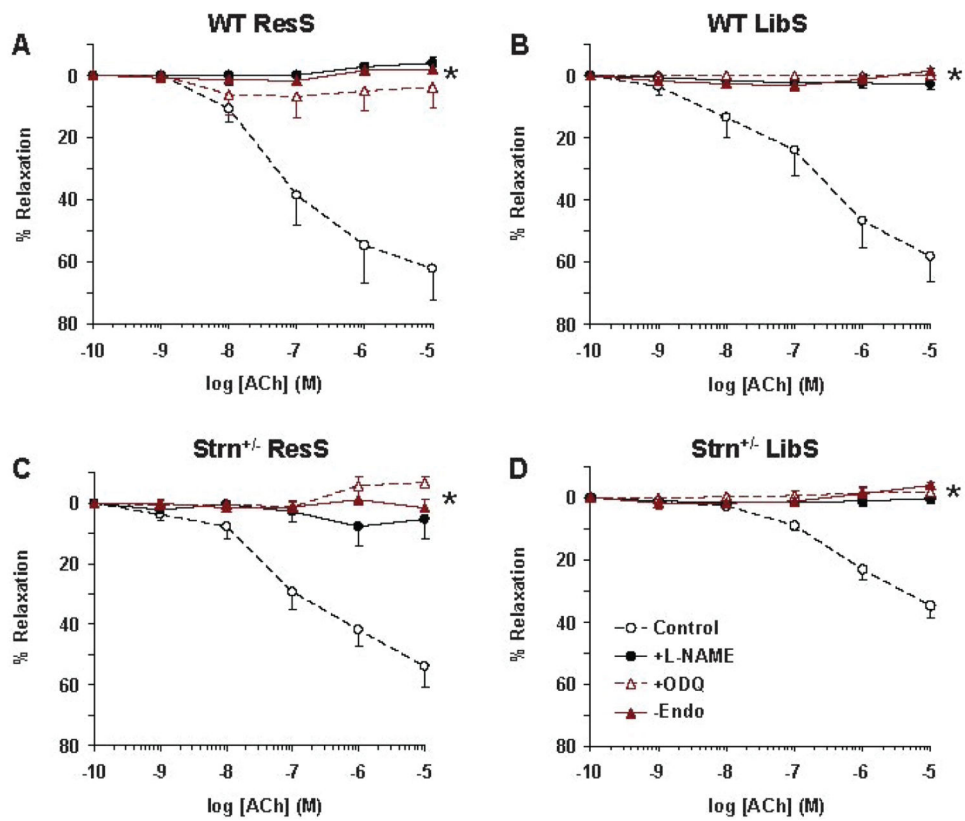 WT ResS
A
% Relaxation
0
20
40
60
80
*
-10 -9 -8 -7 -6 -5
log [ACh] (M)
WT LibS
B
% Relaxation
0
20
40
60
80
*
-10 -9 -8 -7 -6 -5
log [ACh] (M)
Strn+/- ResS
C
% Relaxation
0
20
40
60
80
*
-10 -9 -8 -7 -6 -5
log [ACh] (M)
Strn+/- LibS
D
% Relaxation
0
20
40
60
80
*
Control
+L-NAME
+ODQ
-Endo
-10 -9 -8 -7 -6 -5
log [ACh] (M)